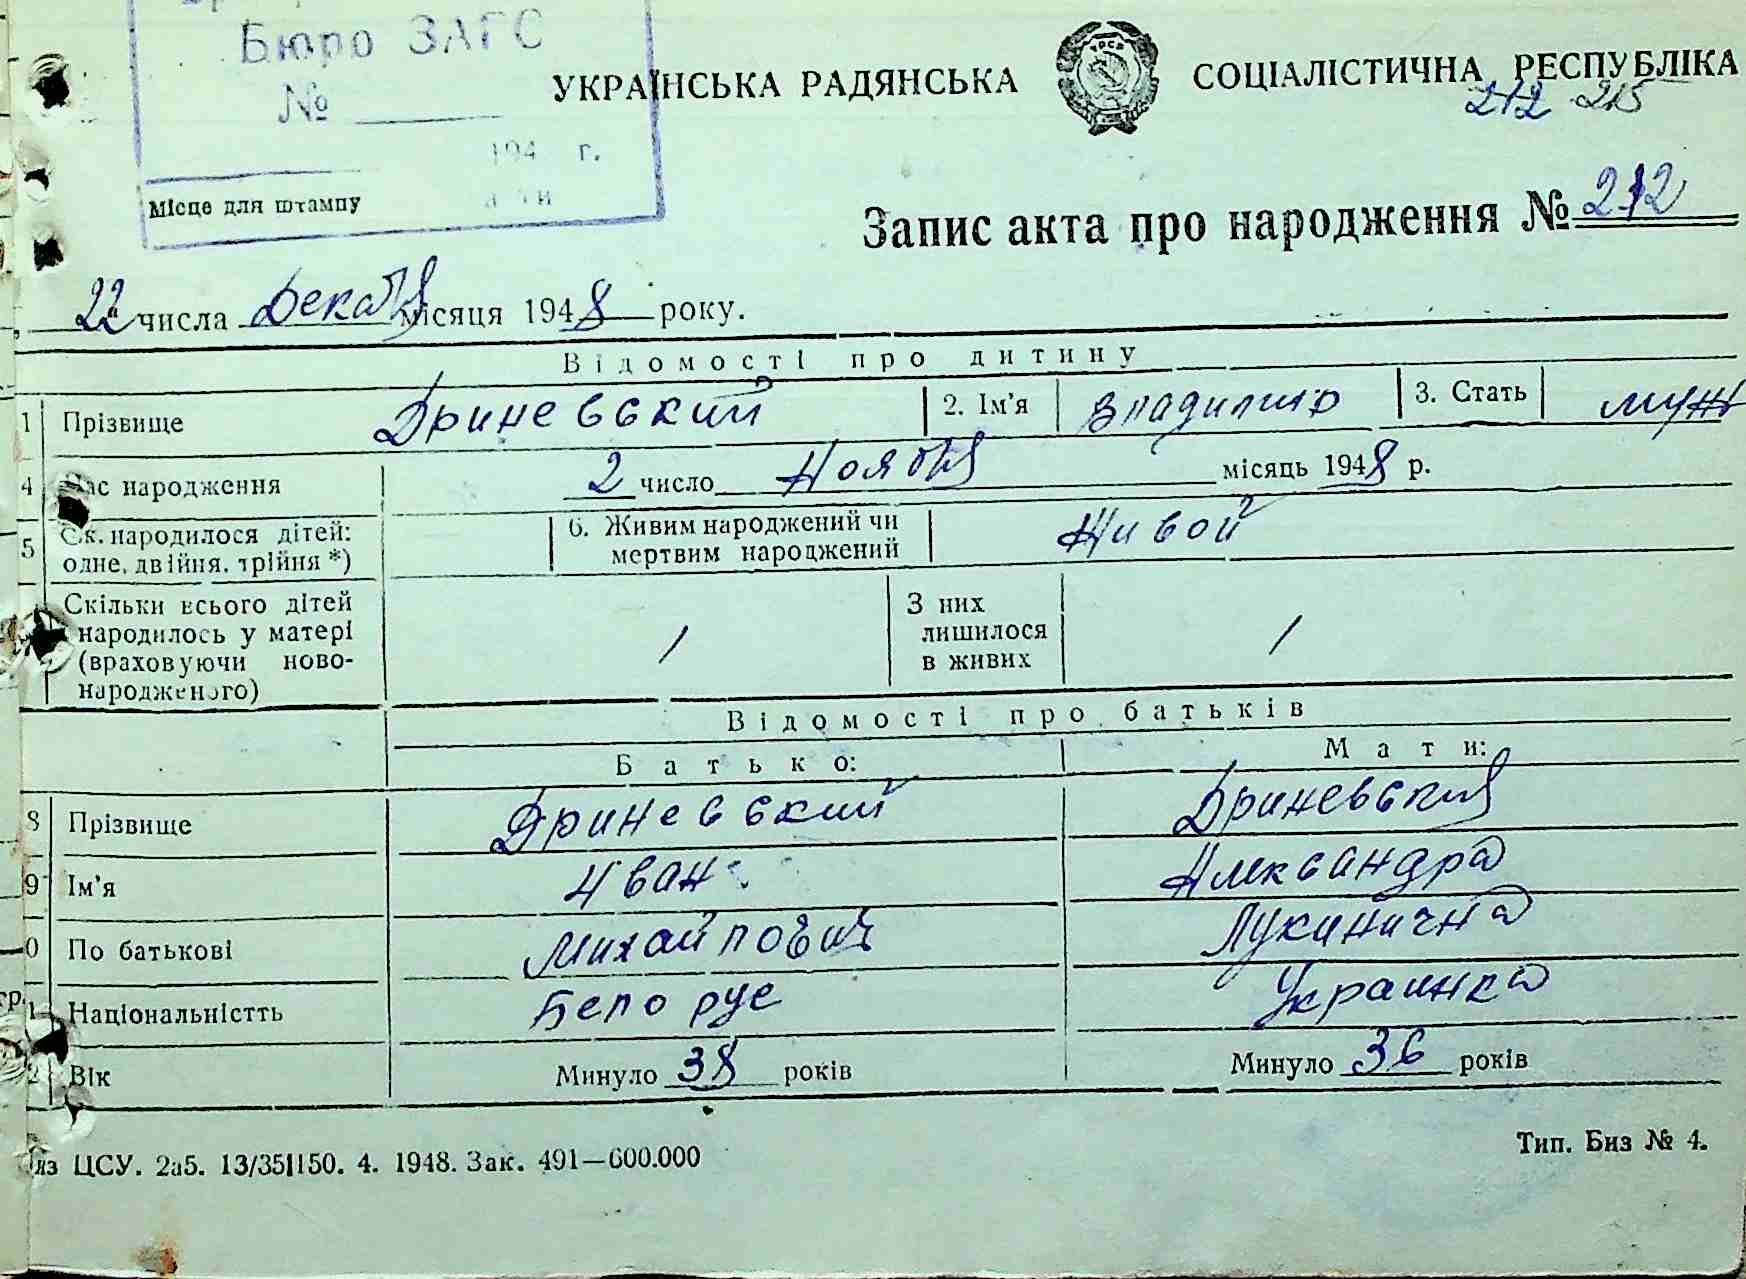 Бюро ЗАГС
№
194 г.
Місце для штампу
УКРАЇНСЬКА РАДЯНСЬКА СОЦІАЛІСТИЧНА РЕСПУБЛІКА
УРСР
212 215
Запис акта про народження № 212
22 числа Декабя місяця 1948 року.
Відомості про дитину
1 Прізвище Дриневский 2. Ім’я Владимир 3. Стать муж
4 Час народження 2 число Ноября місяць 1948 р.
5 Ск. народилося дітей: 6. Живим народжений чи Живой
одне, двійня, трійня *) мертвим народжений
Скільки всього дітей З них
народилось у матері / лишилося /
(враховуючи ново- в живих
народженого)
Відомості про батьків
Батько: Мати:
8 Прізвище Дриневский Дриневская
9 Ім’я Иван Александра
0 По батькові Михайлович Лукинична
1 Національністть Белорус Украинка
2 Вік Минуло 38 років Минуло 36 років
ЦСУ. 2а5. 13/351150. 4. 1948. Зак. 491—600.000
Тип. Биз № 4.